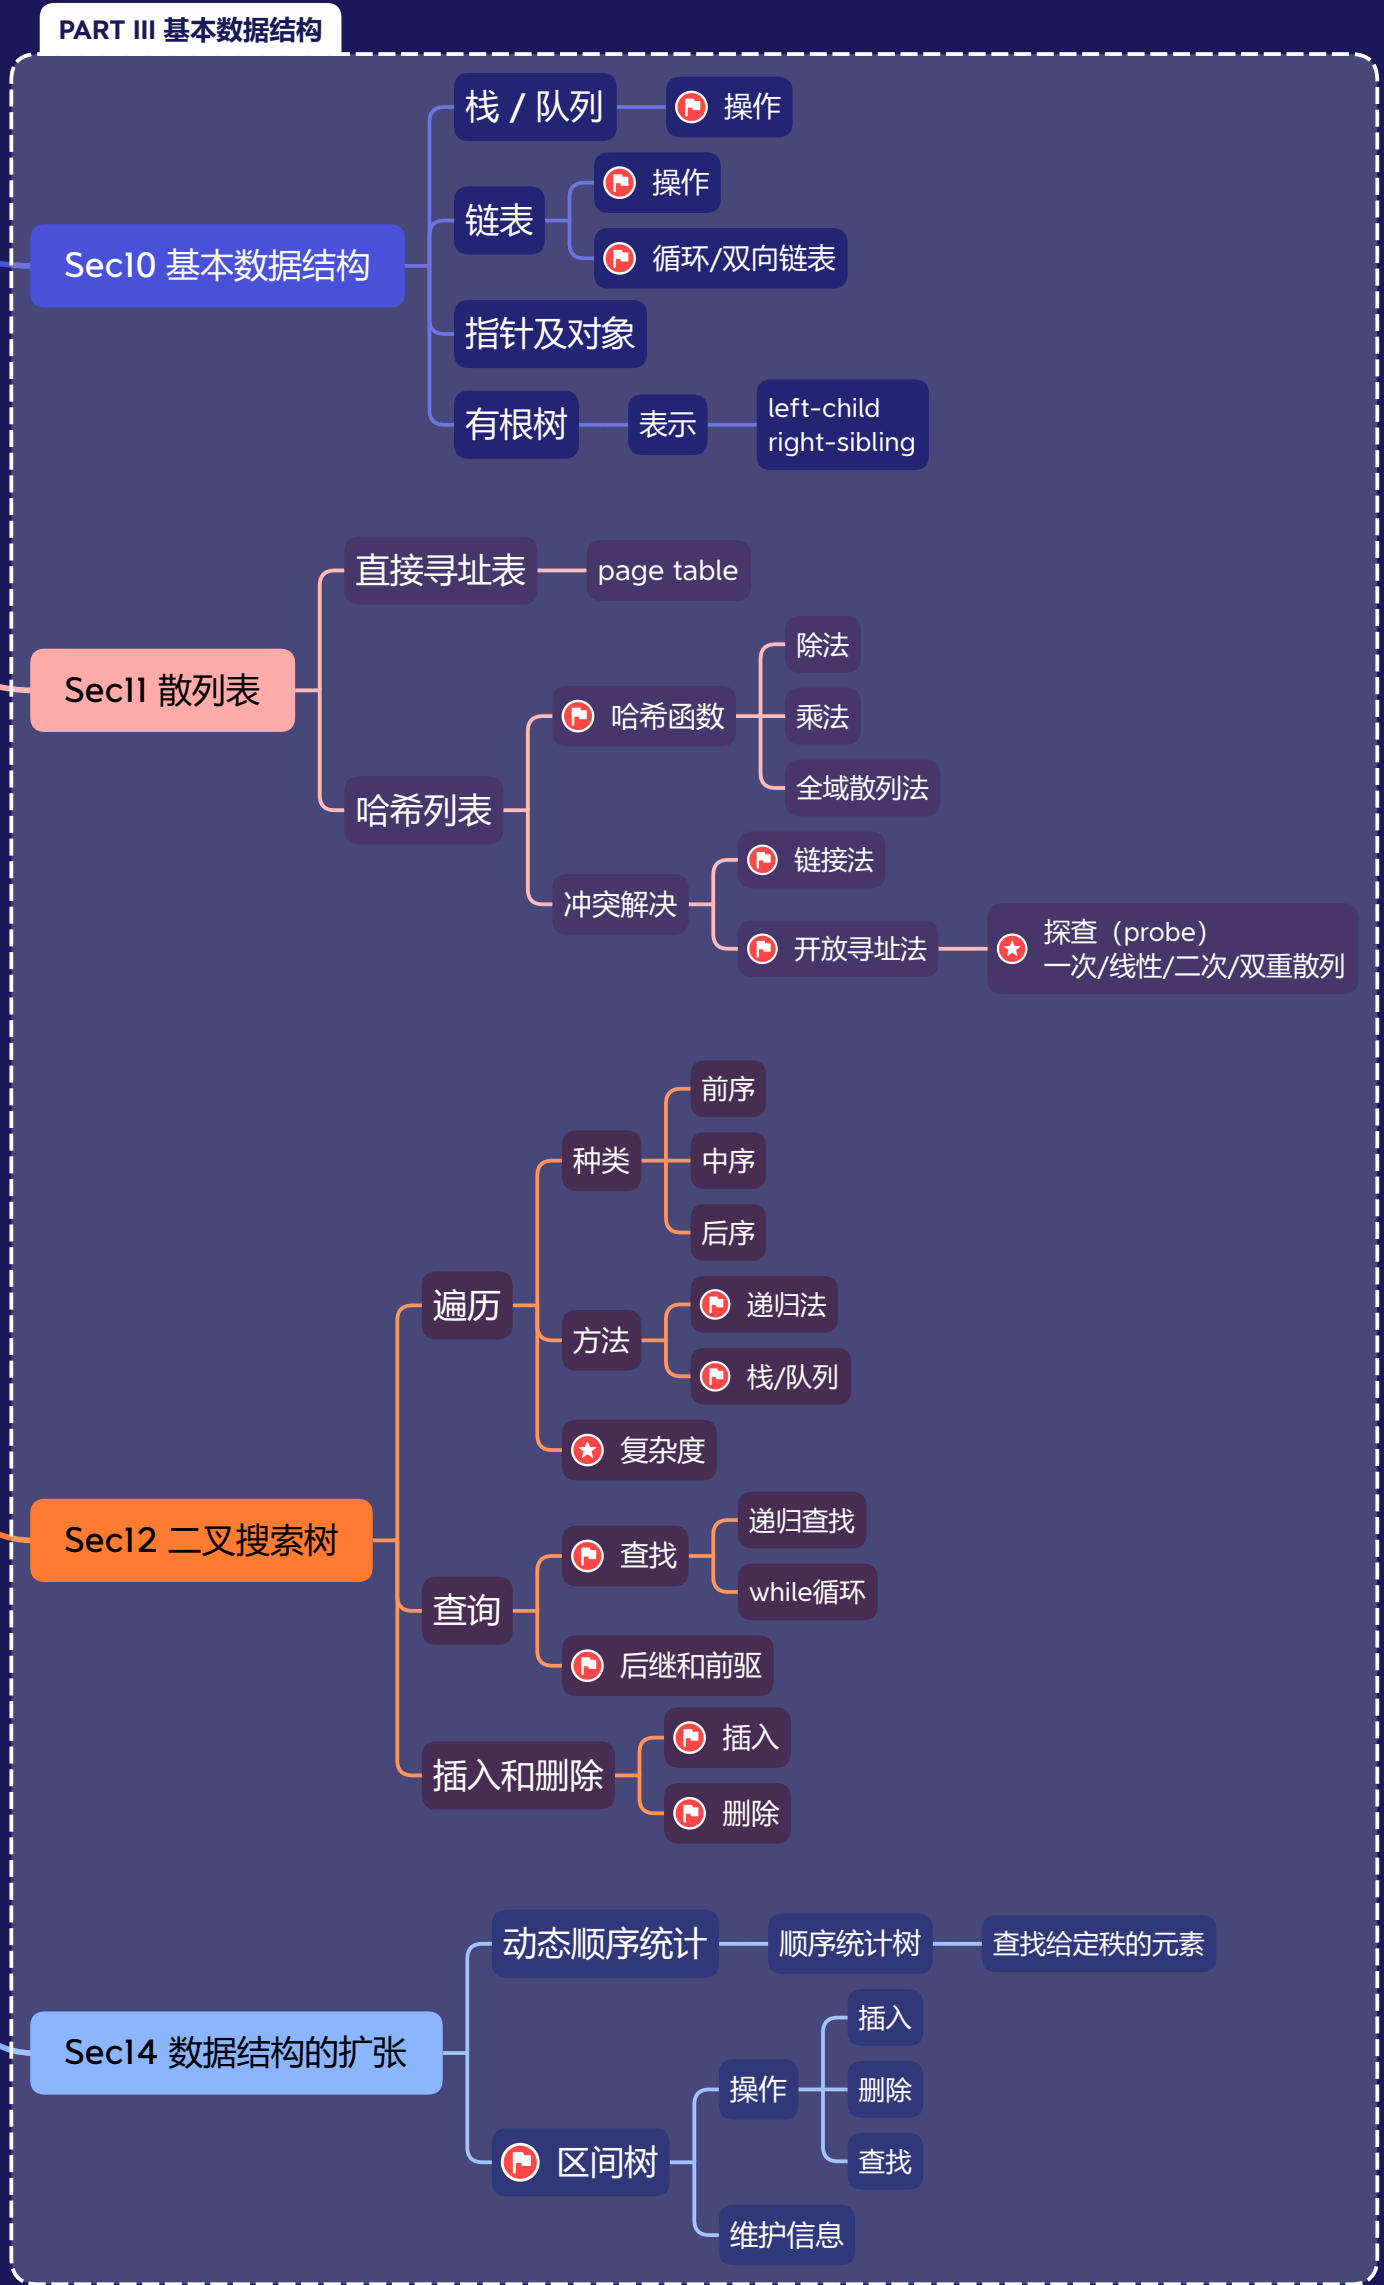 PART III 基本数据结构
Sec10 基本数据结构
栈 / 队列
操作
链表
操作
循环/双向链表
指针及对象
有根树
表示
left-child
right-sibling
Sec11 散列表
直接寻址表
page table
哈希列表
哈希函数
除法
乘法
全域散列法
冲突解决
链接法
开放寻址法
探查（probe）
一次/线性/二次/双重散列
Sec12 二叉搜索树
遍历
种类
前序
中序
后序
方法
递归法
栈/队列
复杂度
查询
查找
递归查找
while循环
后继和前驱
插入和删除
插入
删除
Sec14 数据结构的扩张
动态顺序统计
顺序统计树
查找给定秩的元素
区间树
操作
插入
删除
查找
维护信息